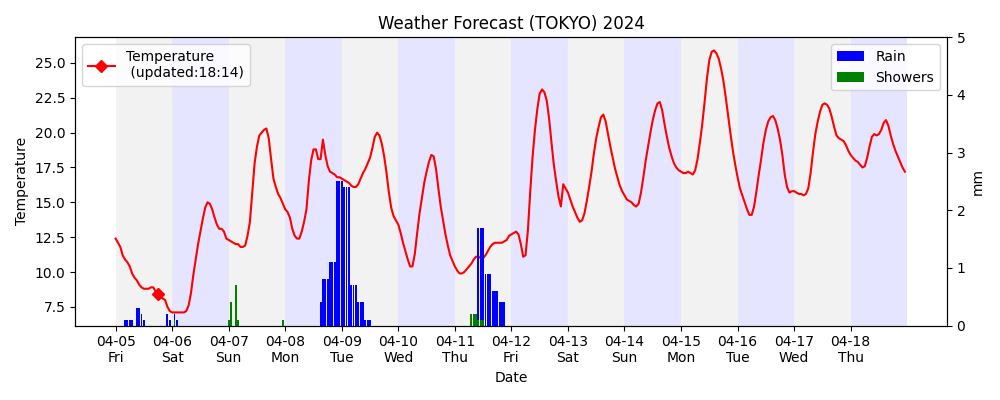 Weather Forecast (TOKYO) 2024
Temperature
(updated:18:14)
Rain
Showers
25.0
22.5
20.0
17.5
15.0
12.5
10.0
7.5
Temperature
5
4
3
2
1
0
mm
04-05 04-06 04-07 04-08 04-09 04-10 04-11 04-12 04-13 04-14 04-15 04-16 04-17 04-18
Fri Sat Sun Mon Tue Wed Thu Fri Sat Sun Mon Tue Wed Thu
Date